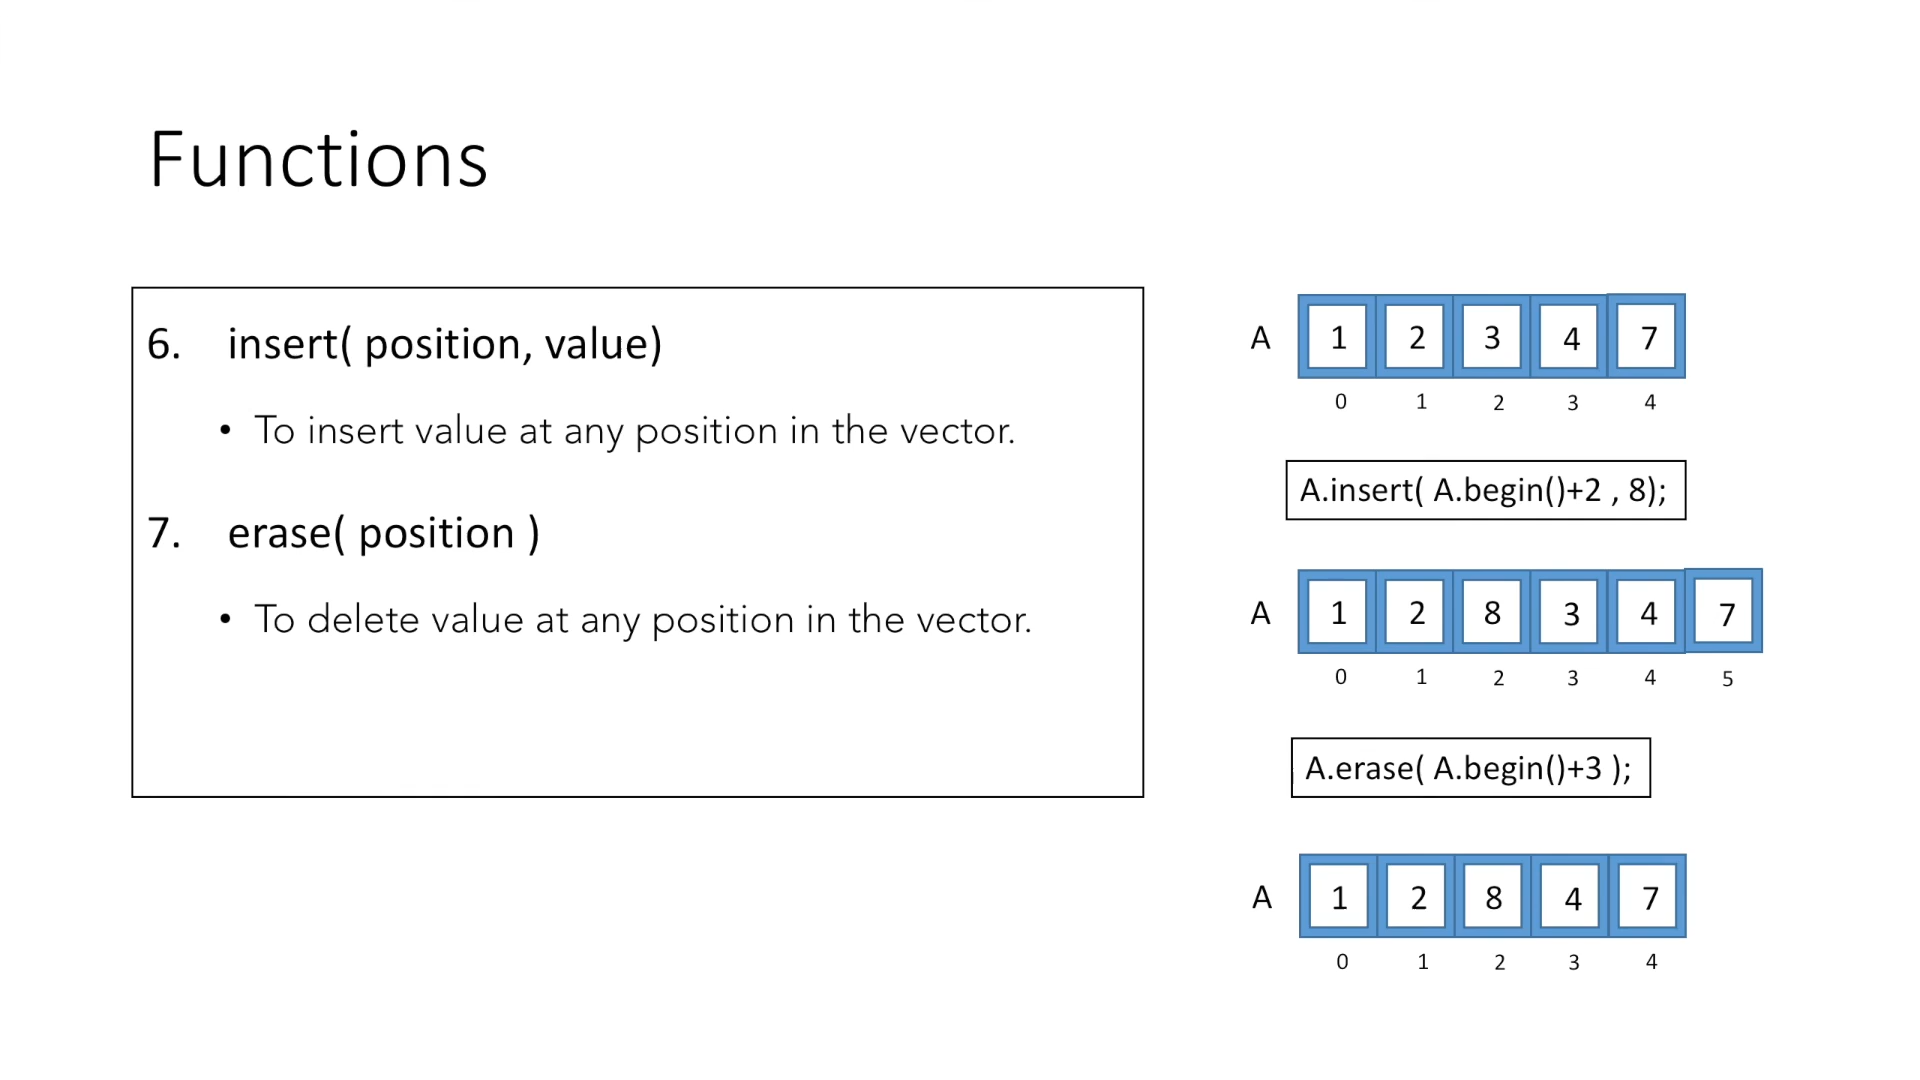 Functions
6. insert( position, value)
• To insert value at any position in the vector.
7. erase( position )
• To delete value at any position in the vector.
A 1 2 3 4 7
0 1 2 3 4
A.insert( A.begin()+2 , 8);
A 1 2 8 3 4 7
0 1 2 3 4 5
A.erase( A.begin()+3 );
A 1 2 8 4 7
0 1 2 3 4